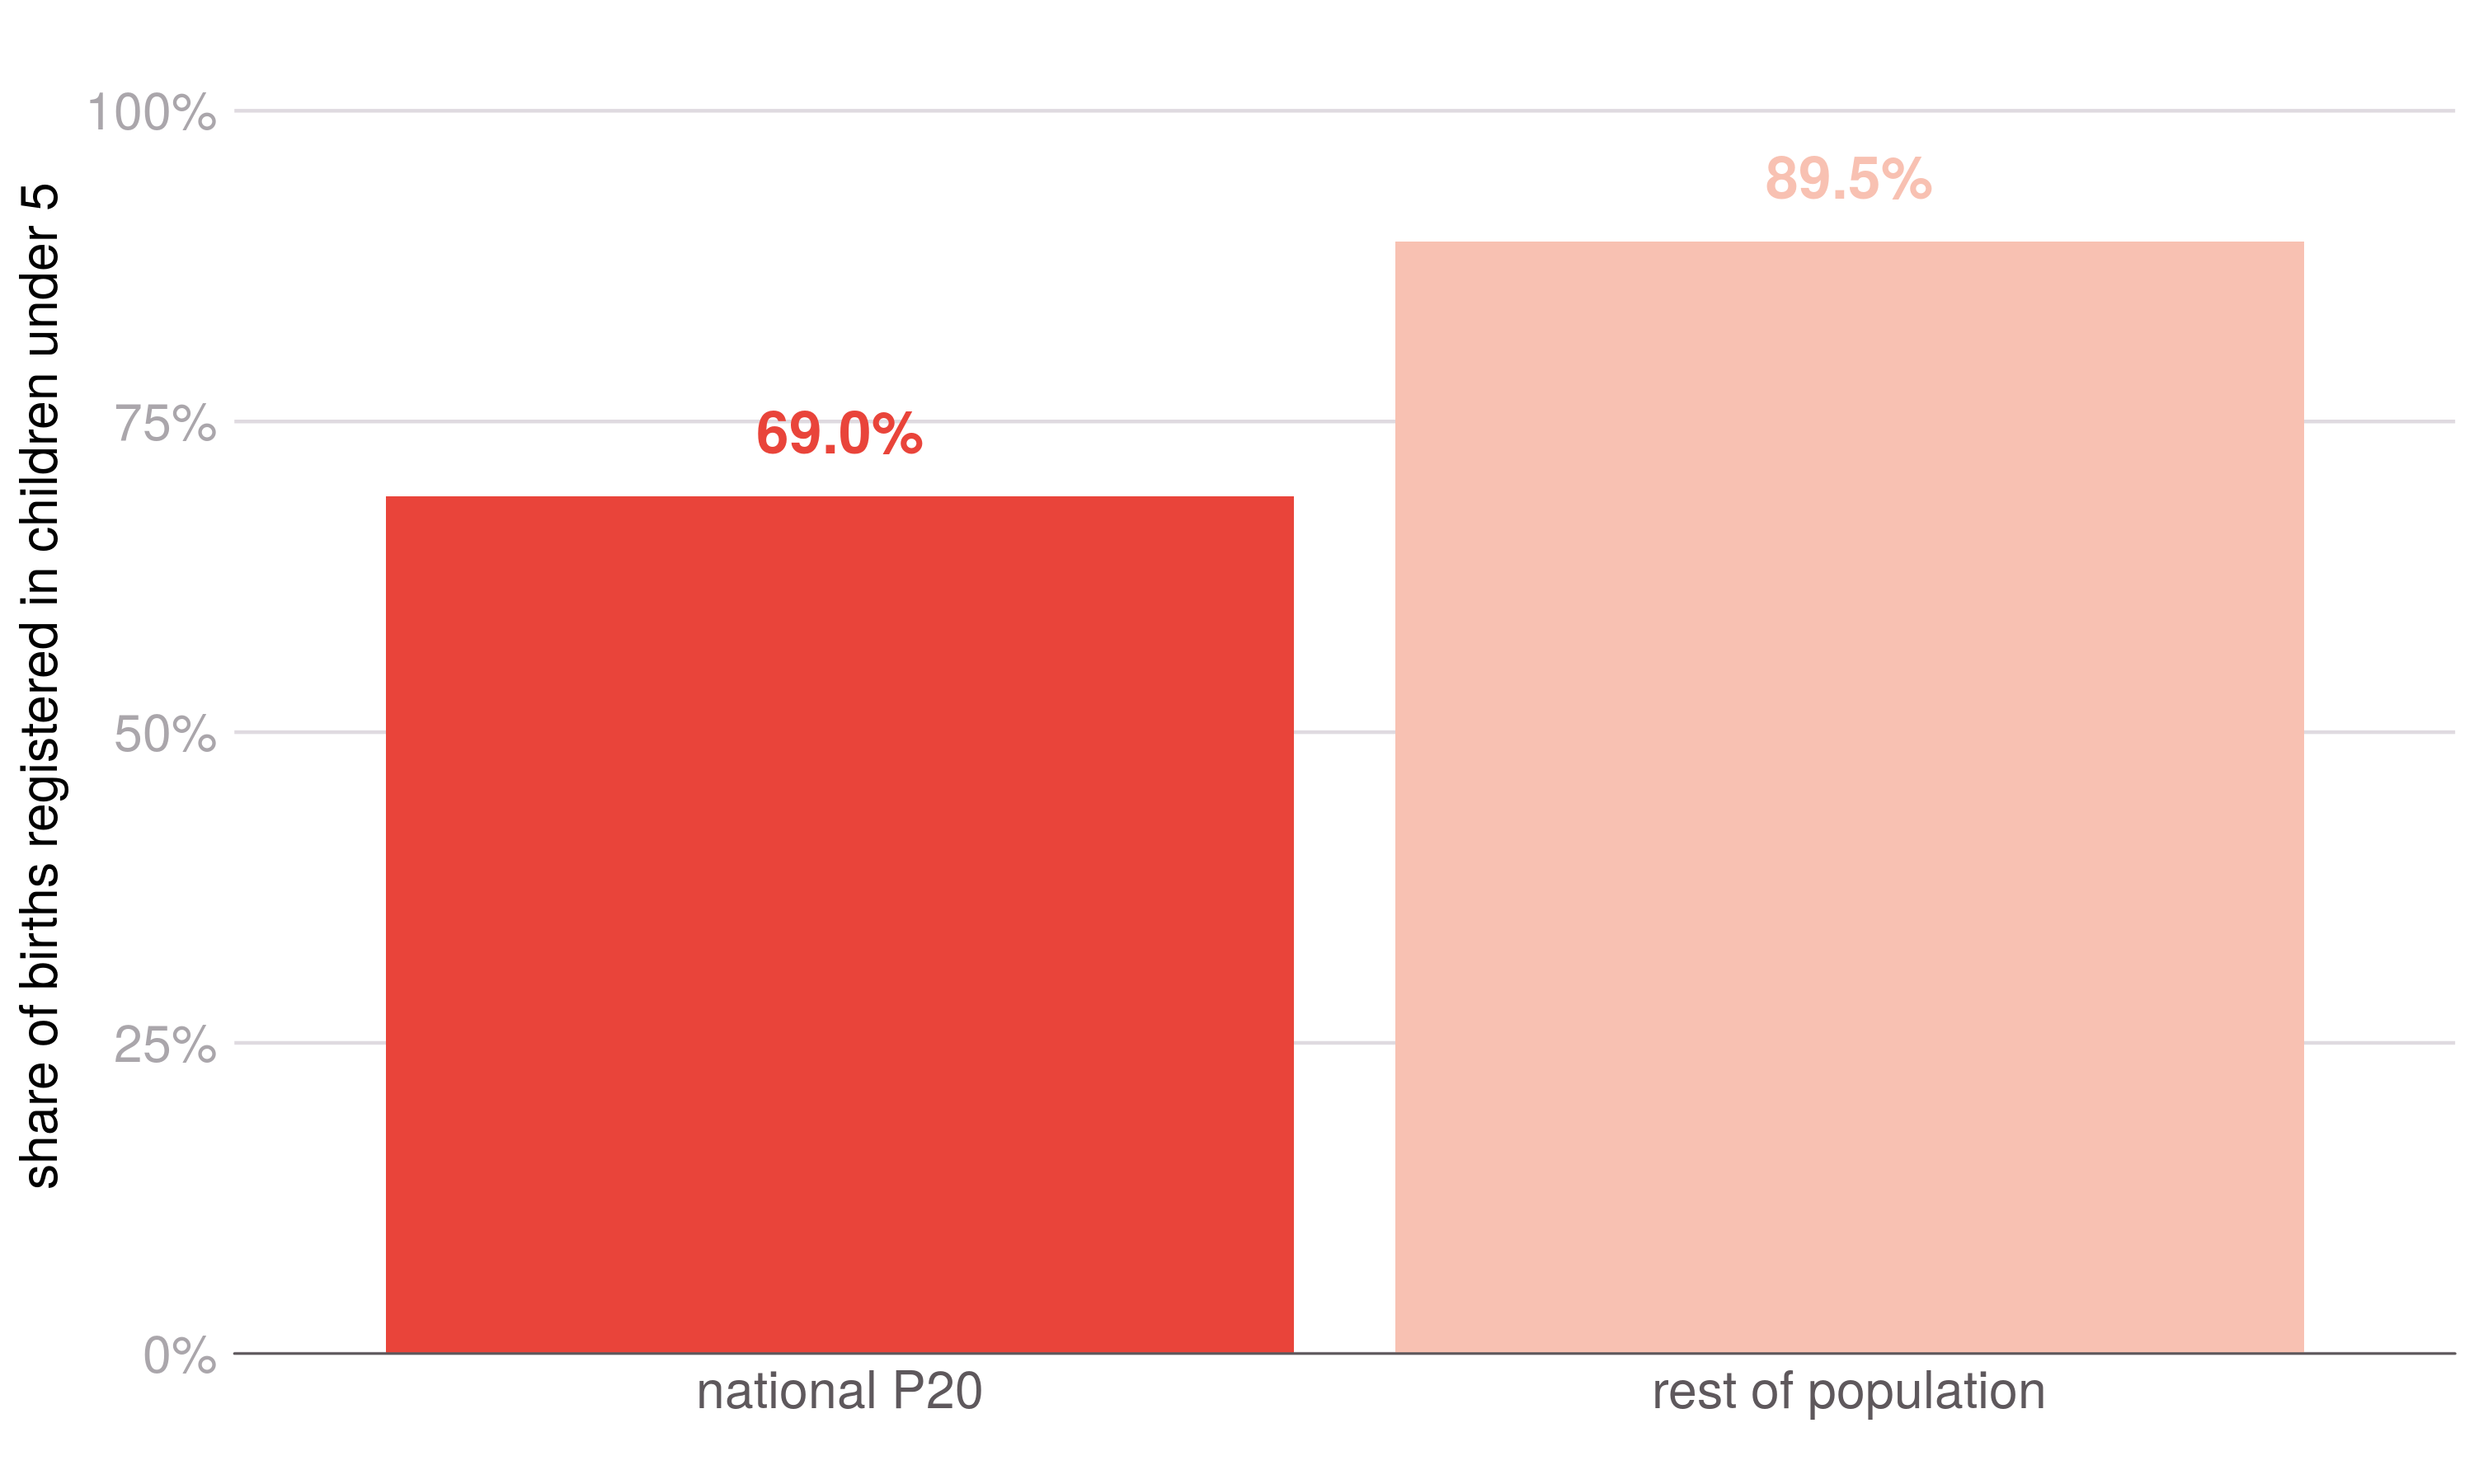 share of births registered in children under 5
100%
75%
50%
25%
0%
69.0%
89.5%
national P20
rest of population